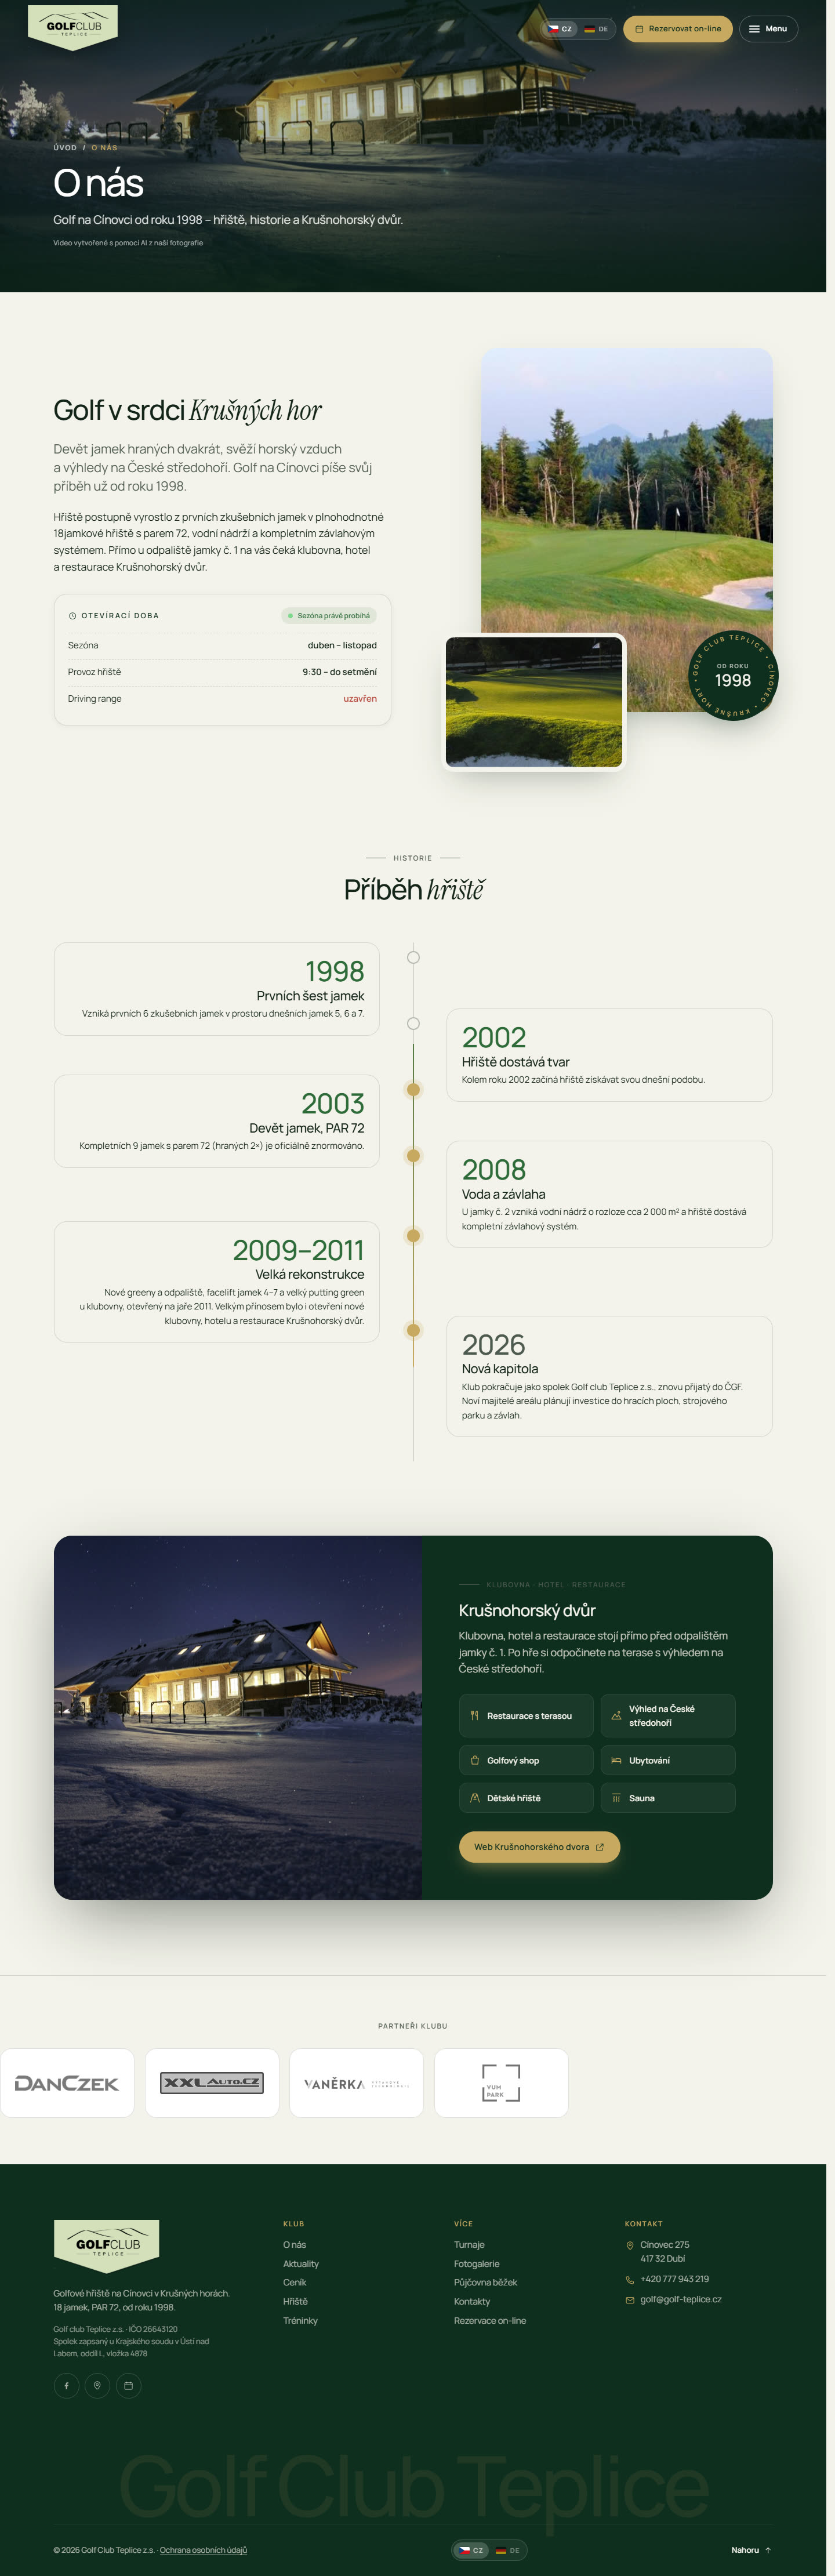 GOLFCLUB
TEPLICE
CZ
DE
Rezervovat on-line
Menu
ÚVOD / O NÁS
O nás
Golf na Cínovci od roku 1998 – hřiště, historie a Krušnohorský dvůr.
Video vytvořené s pomocí AI z naší fotografie
Golf v srdci Krušných hor
Devět jamek hraných dvakrát, svěží horský vzduch
a výhledy na České středohoří. Golf na Cínovci píše svůj
příběh už od roku 1998.
Hřiště postupně vyrostlo z prvních zkušebních jamek v plnohodnotné
18jamkové hřiště s parem 72, vodní nádrží a kompletním závlahovým
systémem. Přímo u odpaliště jamky č. 1 na vás čeká klubovna, hotel
a restaurace Krušnohorský dvůr.
OTEVÍRACÍ DOBA
Sezóna právě probíhá
Sezóna
duben – listopad
Provoz hřiště
9:30 – do setmění
Driving range
uzavřen
GOLF CLUB TEPLICE • CÍNOVEC • KRUŠNÉ HORY •
OD ROKU
1998
HISTORIE
Příběh hřiště
1998
Prvních šest jamek
Vzniká prvních 6 zkušebních jamek v prostoru dnešních jamek 5, 6 a 7.
2002
Hřiště dostává tvar
Kolem roku 2002 začíná hřiště získávat svou dnešní podobu.
2003
Devět jamek, PAR 72
Kompletních 9 jamek s parem 72 (hraných 2×) je oficiálně znormováno.
2008
Voda a závlaha
U jamky č. 2 vzniká vodní nádrž o rozloze cca 2 000 m² a hřiště dostává
kompletní závlahový systém.
2009–2011
Velká rekonstrukce
Nové greeny a odpaliště, facelift jamek 4–7 a velký putting green
u klubovny, otevřený na jaře 2011. Velkým přínosem bylo i otevření nové
klubovny, hotelu a restaurace Krušnohorský dvůr.
2026
Nová kapitola
Klub pokračuje jako spolek Golf club Teplice z.s., znovu přijatý do ČGF.
Noví majitelé areálu plánují investice do hracích ploch, strojového
parku a závlah.
KLUBOVNA · HOTEL · RESTAURACE
Krušnohorský dvůr
Klubovna, hotel a restaurace stojí přímo před odpalištěm
jamky č. 1. Po hře si odpočinete na terase s výhledem na
České středohoří.
Restaurace s terasou
Výhled na České
středohoří
Golfový shop
Ubytování
Dětské hřiště
Sauna
Web Krušnohorského dvora
PARTNEŘI KLUBU
DANCZEK
XXL AUTO.CZ
VANĚRKA
VUH
PARK
GOLFCLUB
TEPLICE
Golfové hřiště na Cínovci v Krušných horách.
18 jamek, PAR 72, od roku 1998.
Golf club Teplice z.s. · IČO 26643120
Spolek zapsaný u Krajského soudu v Ústí nad
Labem, oddíl L, vložka 4878
KLUB
O nás
Aktuality
Ceník
Hřiště
Tréninky
VÍCE
Turnaje
Fotogalerie
Půjčovna běžek
Kontakty
Rezervace on-line
KONTAKT
Cínovec 275
417 32 Dubí
+420 777 943 219
golf@golf-teplice.cz
Golf Club Teplice
© 2026 Golf Club Teplice z.s. · Ochrana osobních údajů
CZ
DE
Nahoru